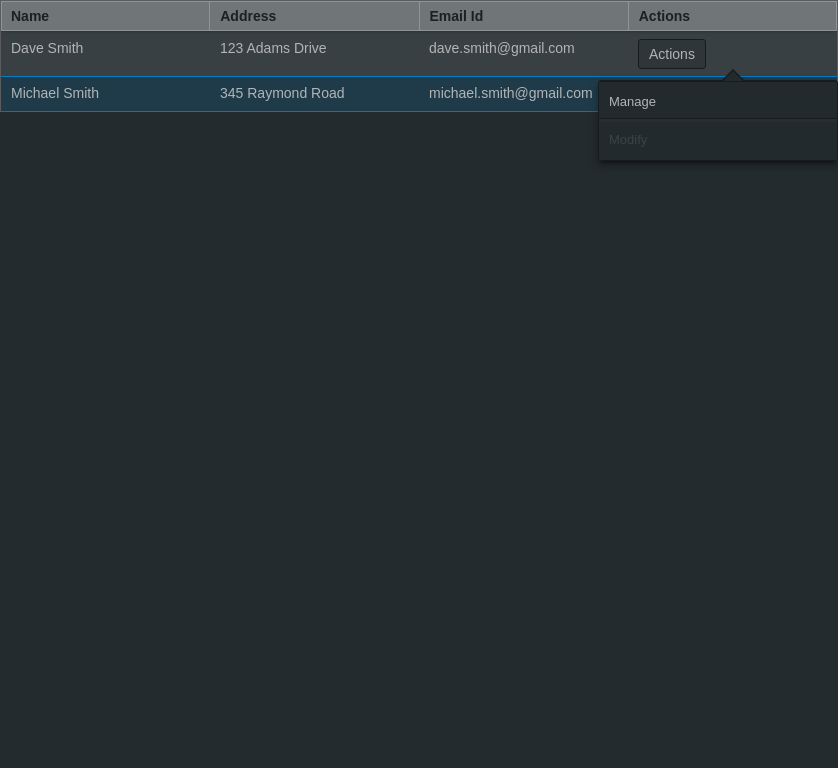 Name Address Email Id Actions
Dave Smith 123 Adams Drive dave.smith@gmail.com Actions
Michael Smith 345 Raymond Road michael.smith@gmail.com
Manage
Modify